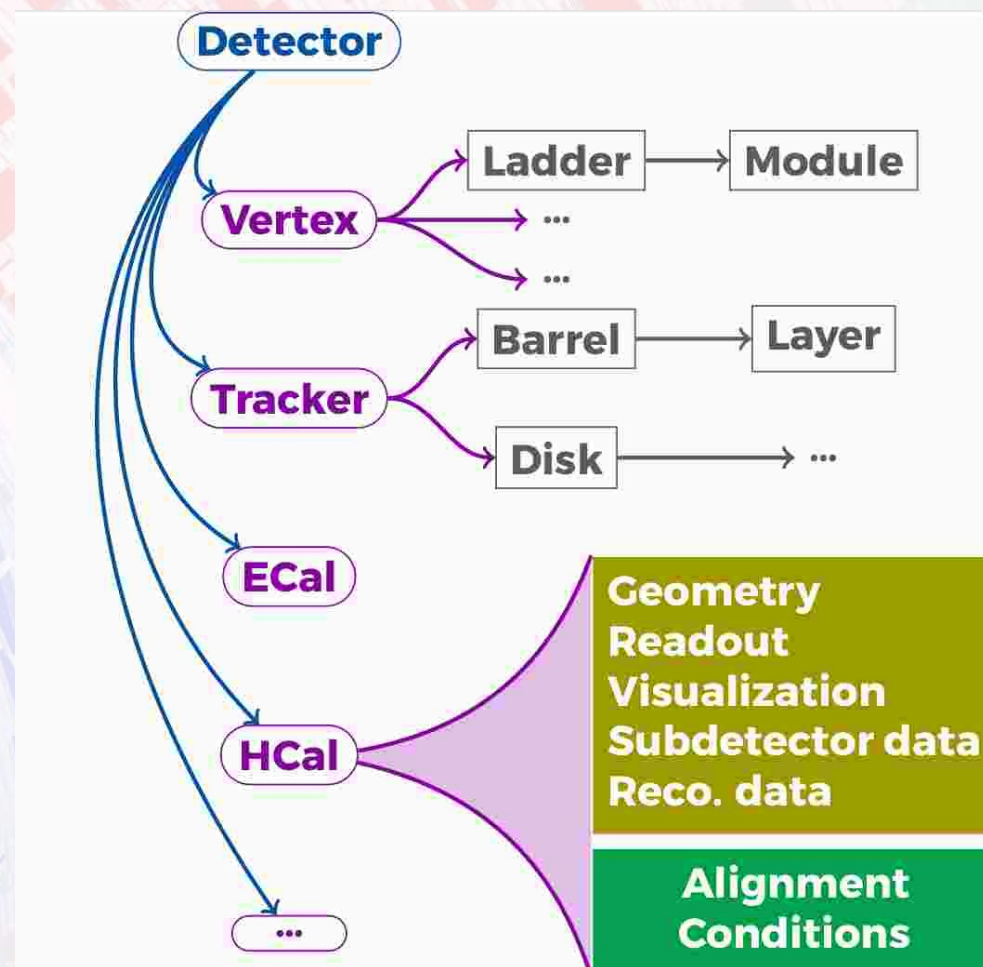 Detector
Ladder
Module
Vertex
...
...
Barrel
Layer
Tracker
Disk
...
ECal
Geometry
Readout
Visualization
Subdetector data
HCal
Reco. data
Alignment
Conditions
...